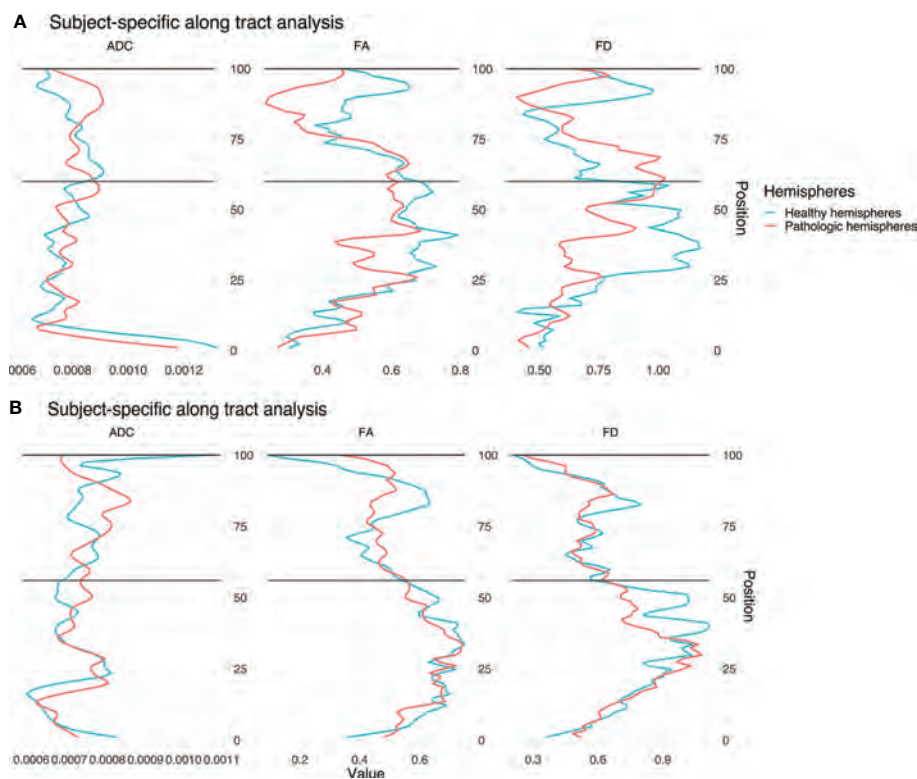 A Subject-specific along tract analysis
ADC FA FD
100 100 100
75 75 75
50 50 50
25 25 25
0 0 0
.0006 0.0008 0.0010 0.0012 0.4 0.6 0.8 0.50 0.75 1.00
Position
Hemispheres
Healthy hemispheres
Pathologic hemispheres
B Subject-specific along tract analysis
ADC FA FD
100 100 100
75 75 75
50 50 50
25 25 25
0 0 0
0.0006 0.0007 0.0008 0.0009 0.0010 0.0011 0.2 0.4 0.6 0.3 0.6 0.9
Value
Position